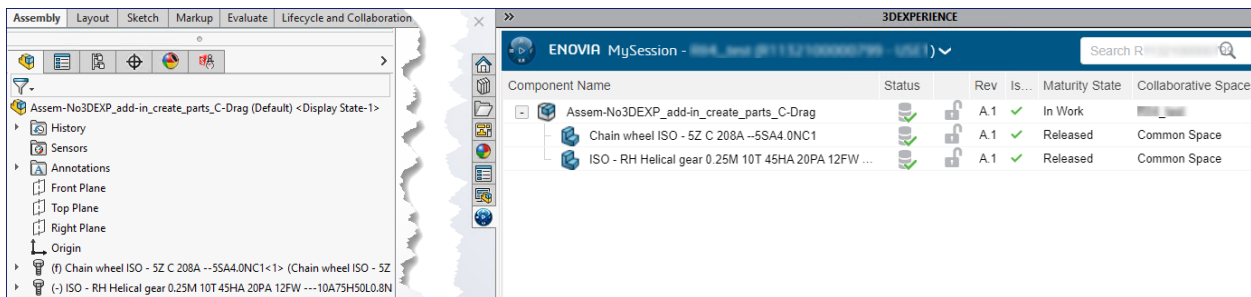 Assembly Layout Sketch Markup Evaluate Lifecycle and Collaboration
Assem-No3DEXP_add-in_create_parts_C-Drag (Default) <Display State-1>
History
Sensors
Annotations
Front Plane
Top Plane
Right Plane
Origin
(f) Chain wheel ISO - 5Z C 208A --5SA4.0NC1<1> (Chain wheel ISO - 5Z
(-) ISO - RH Helical gear 0.25M 10T 45HA 20PA 12FW ---10A75H50L0.8N
3DEXPERIENCE
ENOVIA MySession -
Search R
Component Name Status Rev Is... Maturity State Collaborative Space
Assem-No3DEXP_add-in_create_parts_C-Drag A.1 In Work
Chain wheel ISO - 5Z C 208A --5SA4.0NC1 A.1 Released Common Space
ISO - RH Helical gear 0.25M 10T 45HA 20PA 12FW ... A.1 Released Common Space